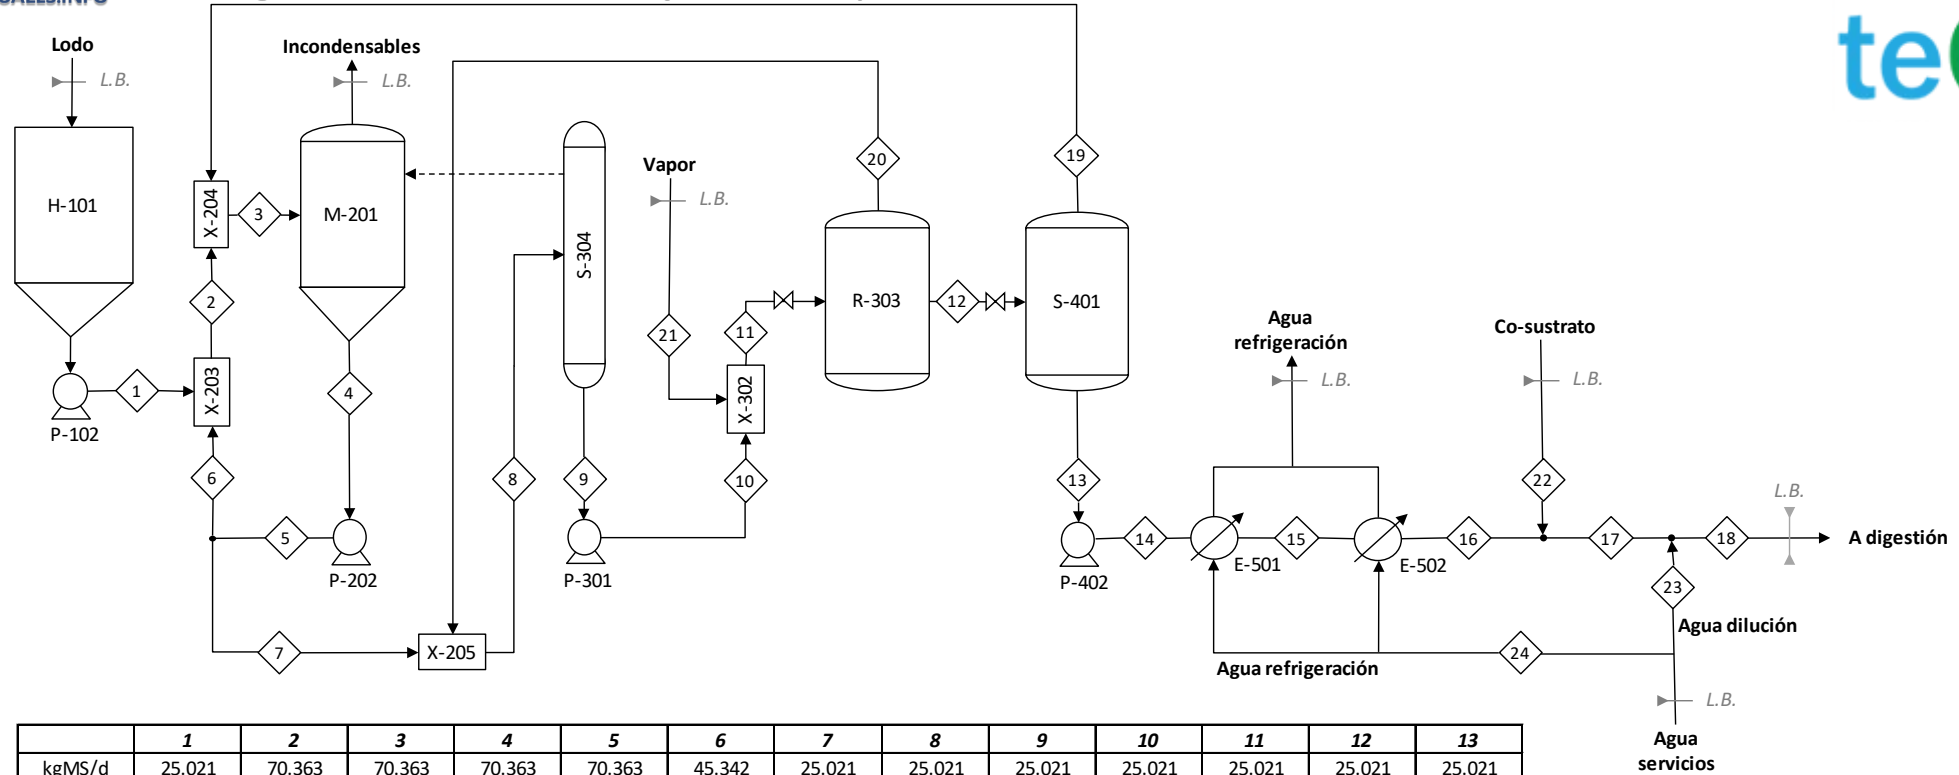 Lodo
L.B.
Incondensables
L.B.
19
20
Vapor
L.B.
H-101
X-204
3
M-201
S-304
2
21
11
R-303
12
S-401
Agua
refrigeración
L.B.
Co-sustrato
L.B.
1
X-203
4
X-302
P-102
6
5
8
9
10
13
22
L.B.
14
15
16
17
18
A digestión
P-202
P-301
P-402
E-501
E-502
23
Agua dilución
7
X-205
24
Agua refrigeración
L.B.
Agua
servicios
1 2 3 4 5 6 7 8 9 10 11 12 13
kgMS/d 25.021 70.363 70.363 70.363 70.363 45.342 25.021 25.021 25.021 25.021 25.021 25.021 25.021